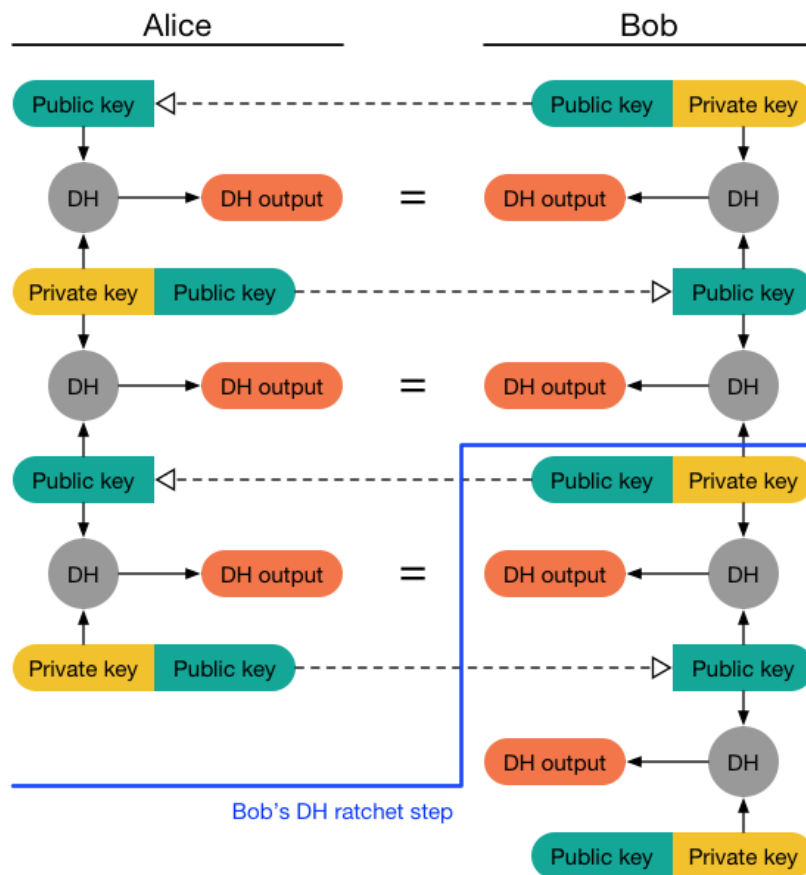 Alice Bob
Public key Public key Private key
DH DH output = DH output DH
Private key Public key Public key
DH DH output = DH output DH
Public key Public key Private key
DH DH output = DH output DH
Private key Public key Public key
DH output DH
Bob's DH ratchet step
Public key Private key